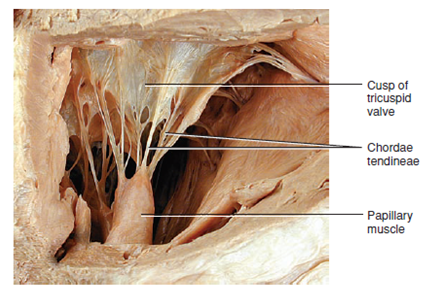 Cusp of
tricuspid
valve
Chordae
tendineae
Papillary
muscle